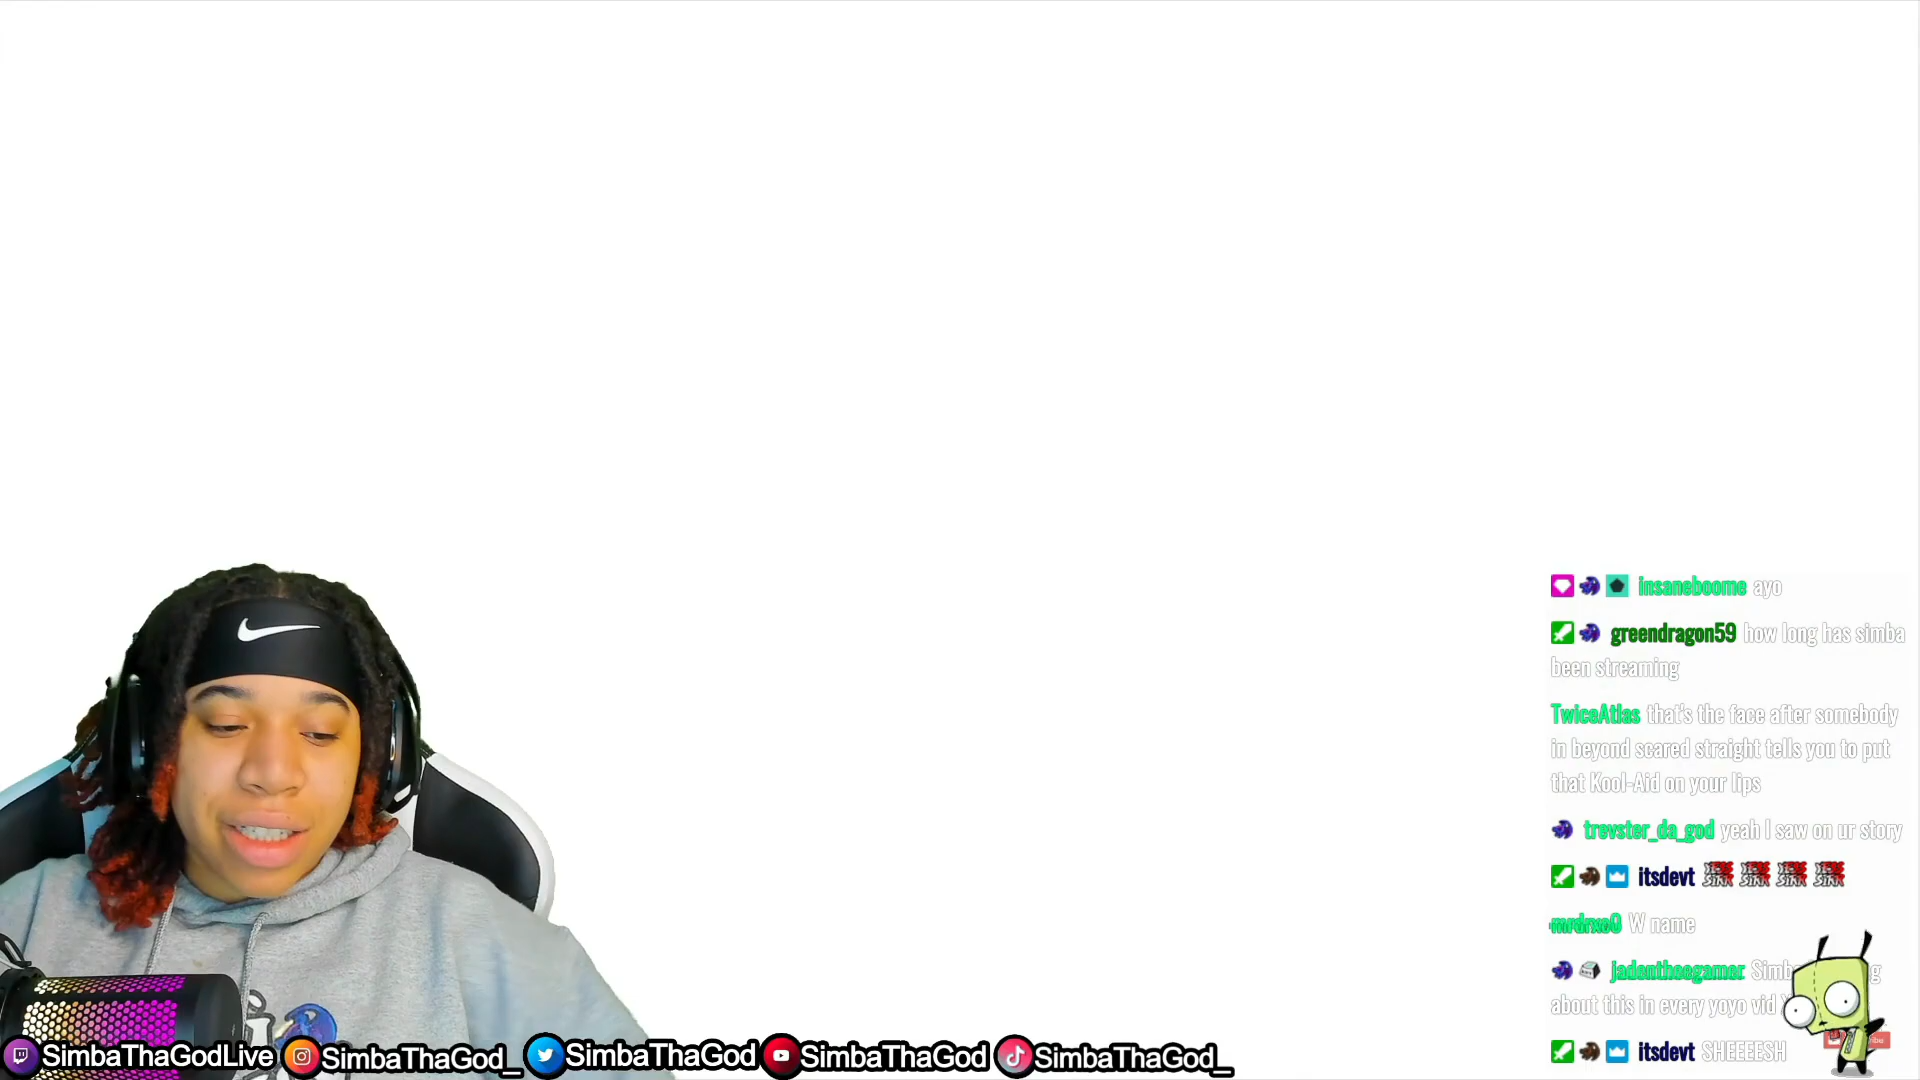 insaneboome ayo
greendragon59 how long has simba
been streaming
TwiceAtlas that's the face after somebody
in beyond scared straight tells you to put
that Kool-Aid on your lips
trevster_da_god yeah I saw on ur story
itsdevt
W name
jadentheegamer
about this in every yoyo vid
itsdevt SHEEEESH
SimbaThaGodLive SimbaThaGod_ SimbaThaGod SimbaThaGod SimbaThaGod_